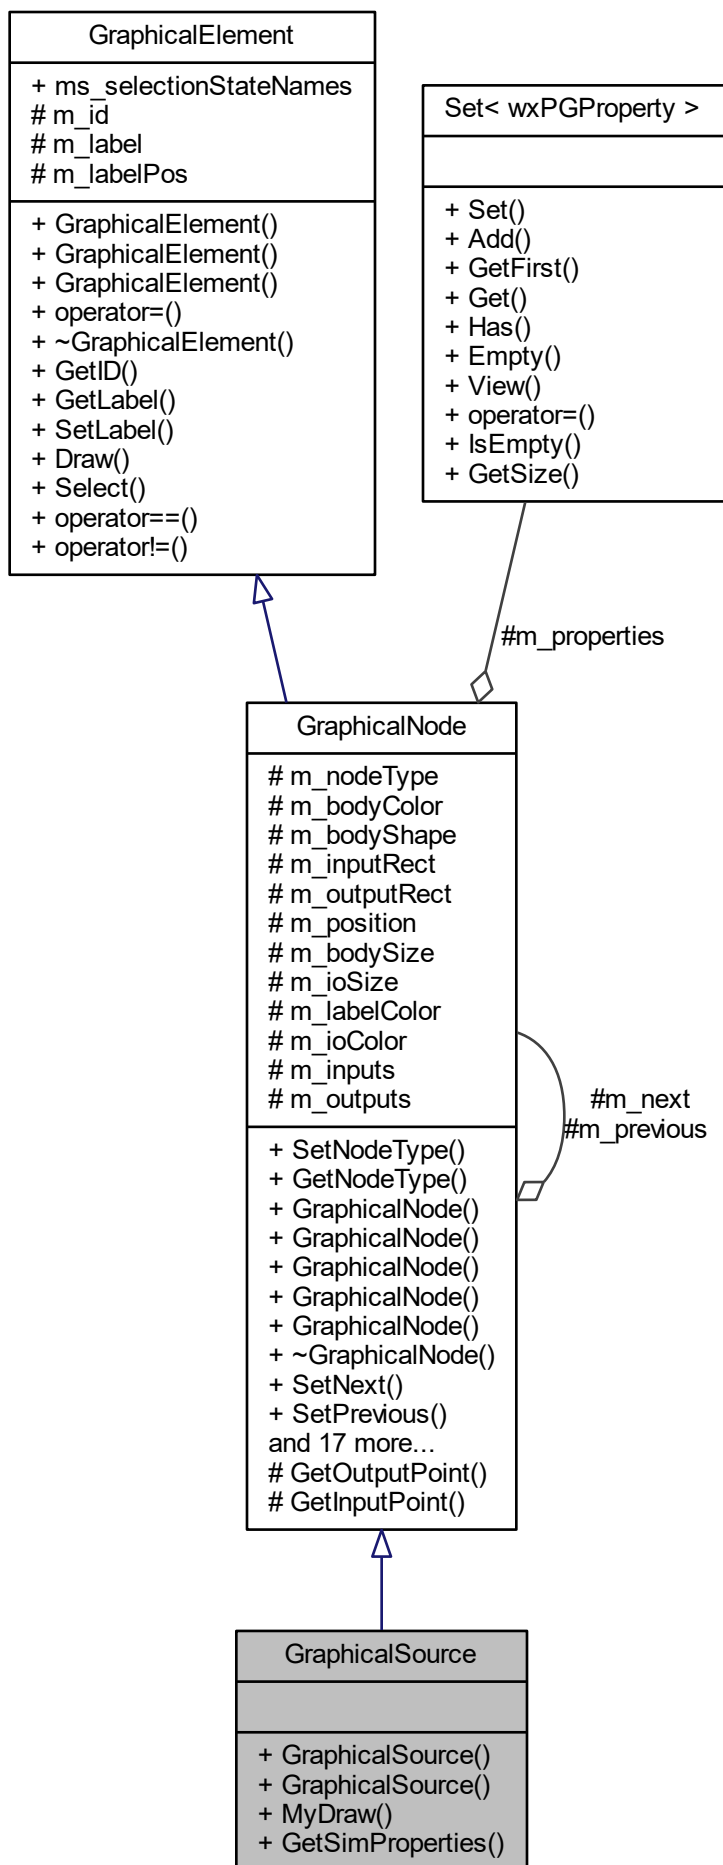 GraphicalElement
+ ms_selectionStateNames
# m_id
# m_label
# m_labelPos
+ GraphicalElement()
+ GraphicalElement()
+ GraphicalElement()
+ operator=()
+ ~GraphicalElement()
+ GetID()
+ GetLabel()
+ SetLabel()
+ Draw()
+ Select()
+ operator==()
+ operator!=()
Set< wxPGProperty >
+ Set()
+ Add()
+ GetFirst()
+ Get()
+ Has()
+ Empty()
+ View()
+ operator=()
+ IsEmpty()
+ GetSize()
#m_properties
GraphicalNode
# m_nodeType
# m_bodyColor
# m_bodyShape
# m_inputRect
# m_outputRect
# m_position
# m_bodySize
# m_ioSize
# m_labelColor
# m_ioColor
# m_inputs
# m_outputs
+ SetNodeType()
+ GetNodeType()
+ GraphicalNode()
+ GraphicalNode()
+ GraphicalNode()
+ GraphicalNode()
+ GraphicalNode()
+ ~GraphicalNode()
+ SetNext()
+ SetPrevious()
and 17 more...
# GetOutputPoint()
# GetInputPoint()
#m_next
#m_previous
GraphicalSource
+ GraphicalSource()
+ GraphicalSource()
+ MyDraw()
+ GetSimProperties()